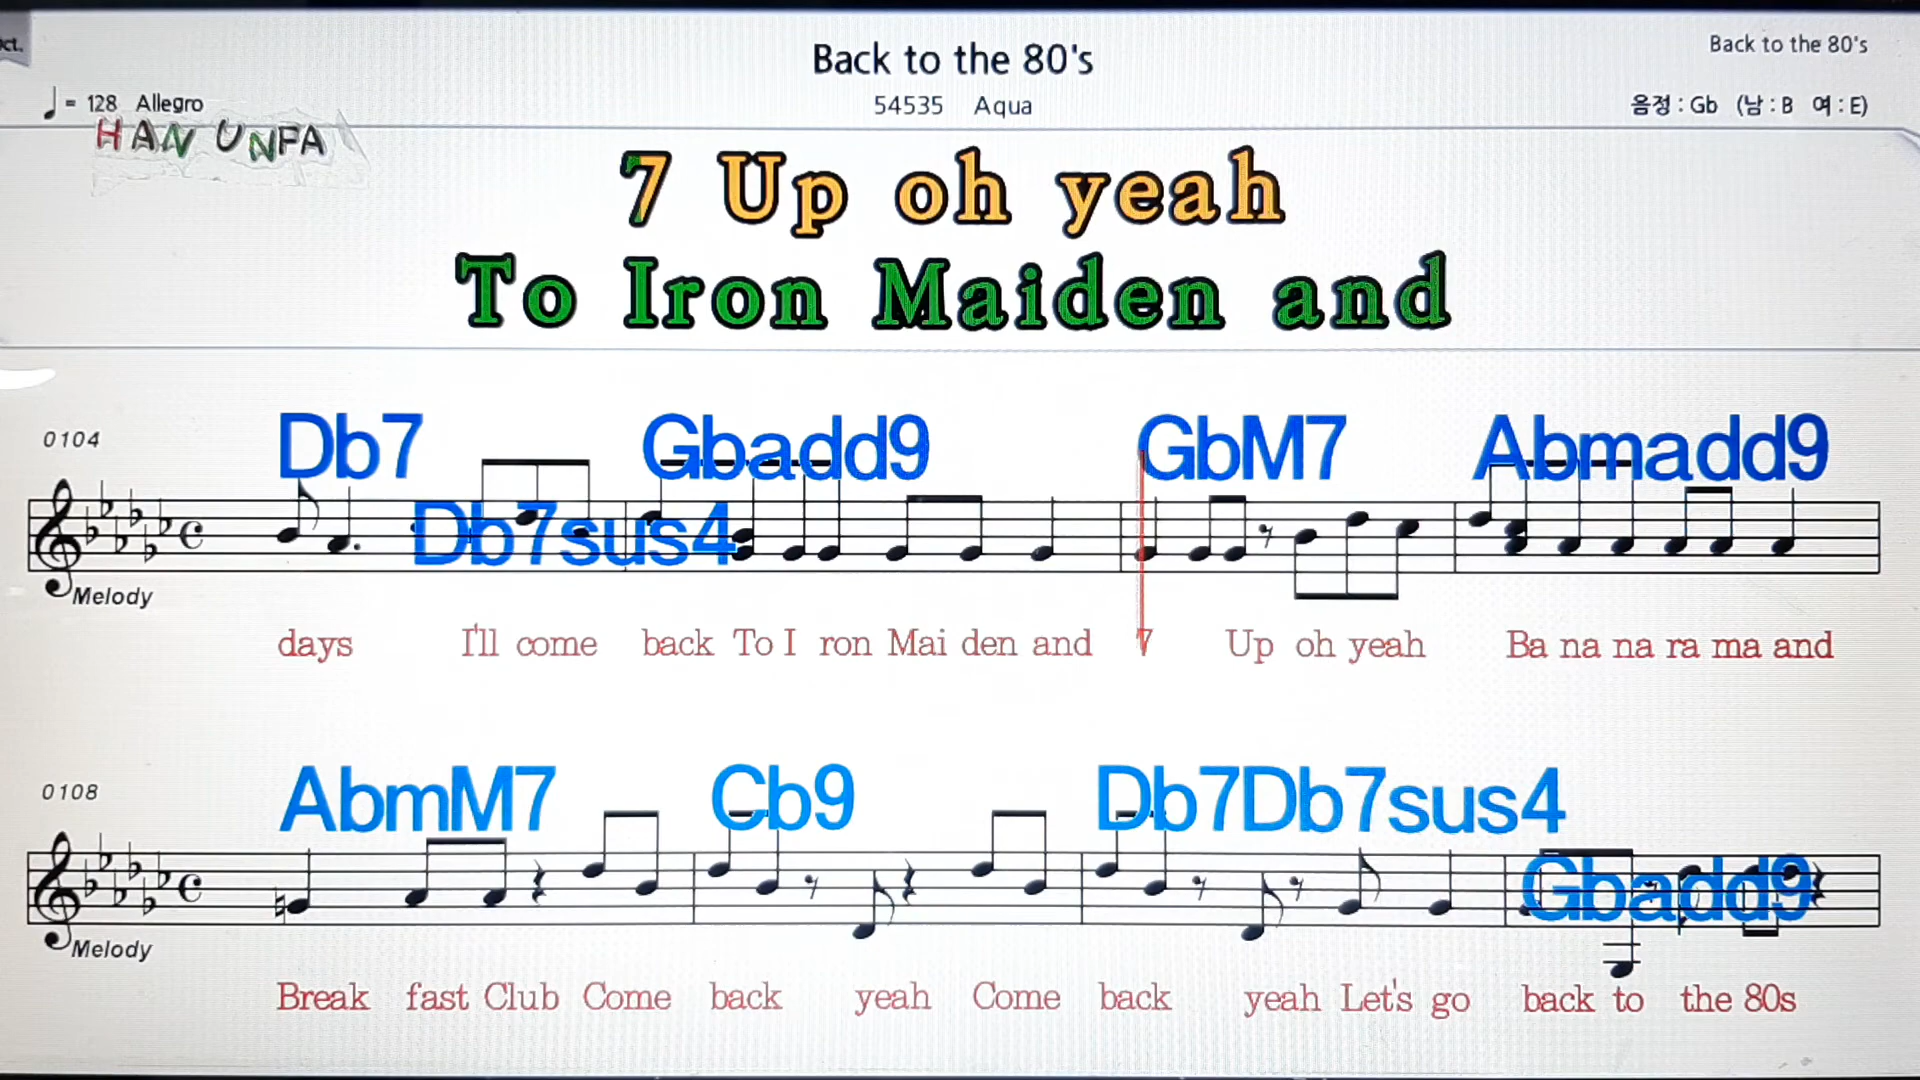 Oct.
Back to the 80's
Back to the 80's
♩ = 128 Allegro
54535 Aqua
음정 : Gb (남 : B 여 : E)
HAN UNFA
7 Up oh yeah
To Iron Maiden and
0104
Db7 Gbadd9 GbM7 Abmadd9
Db7sus4
Melody
days I'll come back To I ron Mai den and 7 Up oh yeah Ba na na ra ma and
0108
AbmM7 Cb9 Db7Db7sus4
Gbadd9
Melody
Break fast Club Come back yeah Come back yeah Let's go back to the 80s